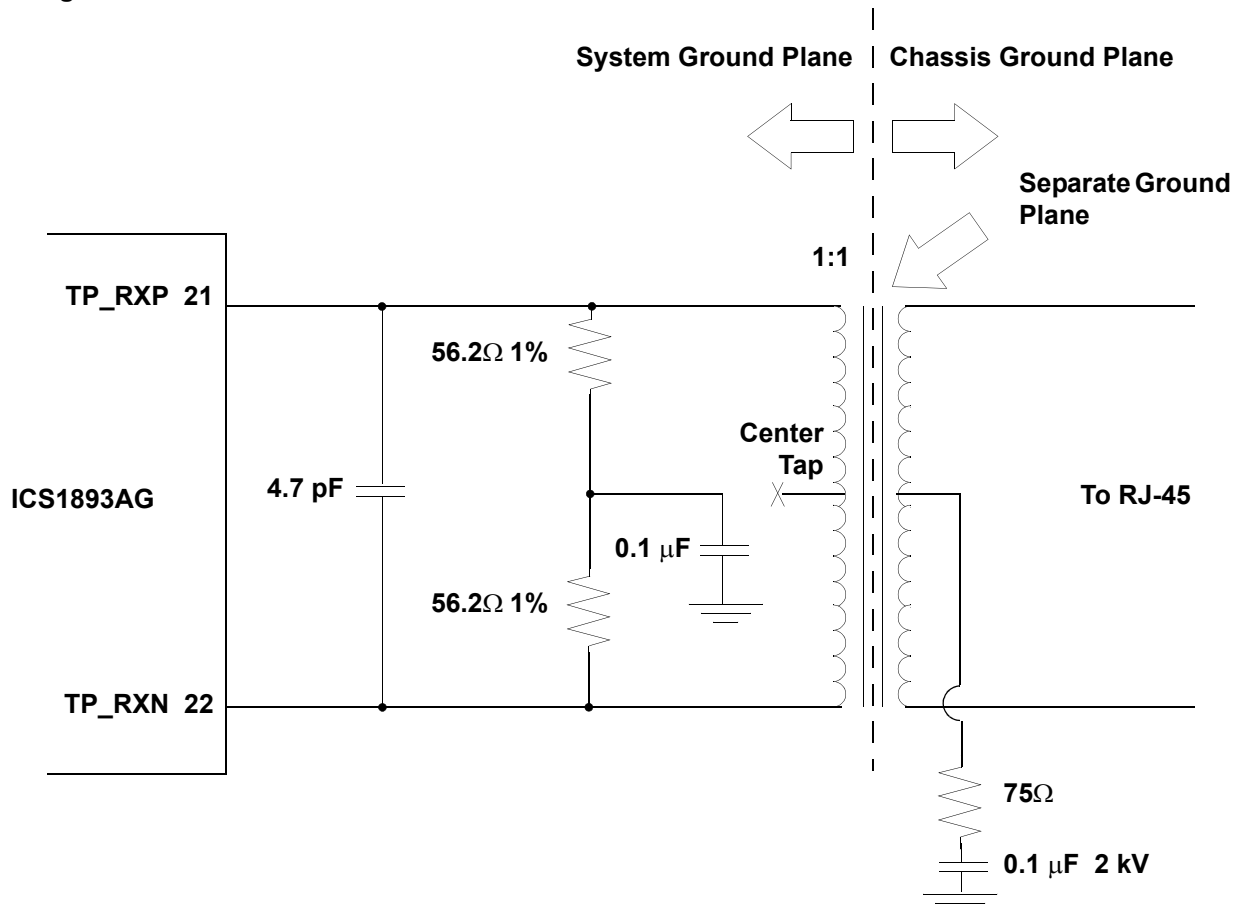 System Ground Plane
Chassis Ground Plane
Separate Ground
Plane
1:1
TP_RXP 21
56.2Ω 1%
Center
Tap
ICS1893AG
4.7 pF
To RJ-45
0.1 μF
56.2Ω 1%
TP_RXN 22
75Ω
0.1 μF 2 kV